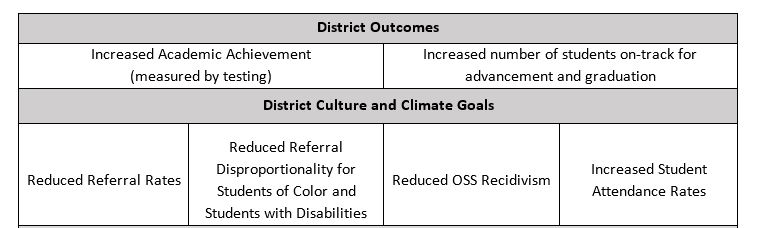 District Outcomes
Increased Academic Achievement
(measured by testing)
Increased number of students on-track for
advancement and graduation
District Culture and Climate Goals
Reduced Referral Rates
Reduced Referral
Disproportionality for
Students of Color and
Students with Disabilities
Reduced OSS Recidivism
Increased Student
Attendance Rates